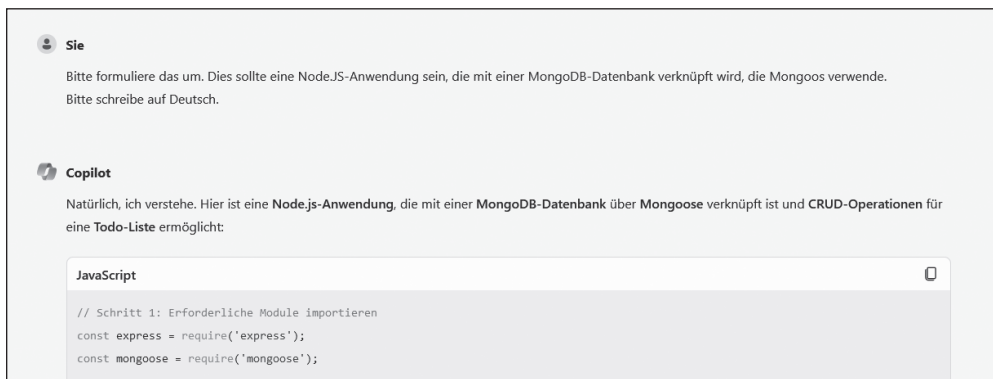 Sie
Bitte formuliere das um. Dies sollte eine Node.JS-Anwendung sein, die mit einer MongoDB-Datenbank verknüpft wird, die Mongoos verwende.
Bitte schreibe auf Deutsch.
Copilot
Natürlich, ich verstehe. Hier ist eine Node.js-Anwendung, die mit einer MongoDB-Datenbank über Mongoose verknüpft ist und CRUD-Operationen für
eine Todo-Liste ermöglicht:
JavaScript
// Schritt 1: Erforderliche Module importieren
const express = require('express');
const mongoose = require('mongoose');